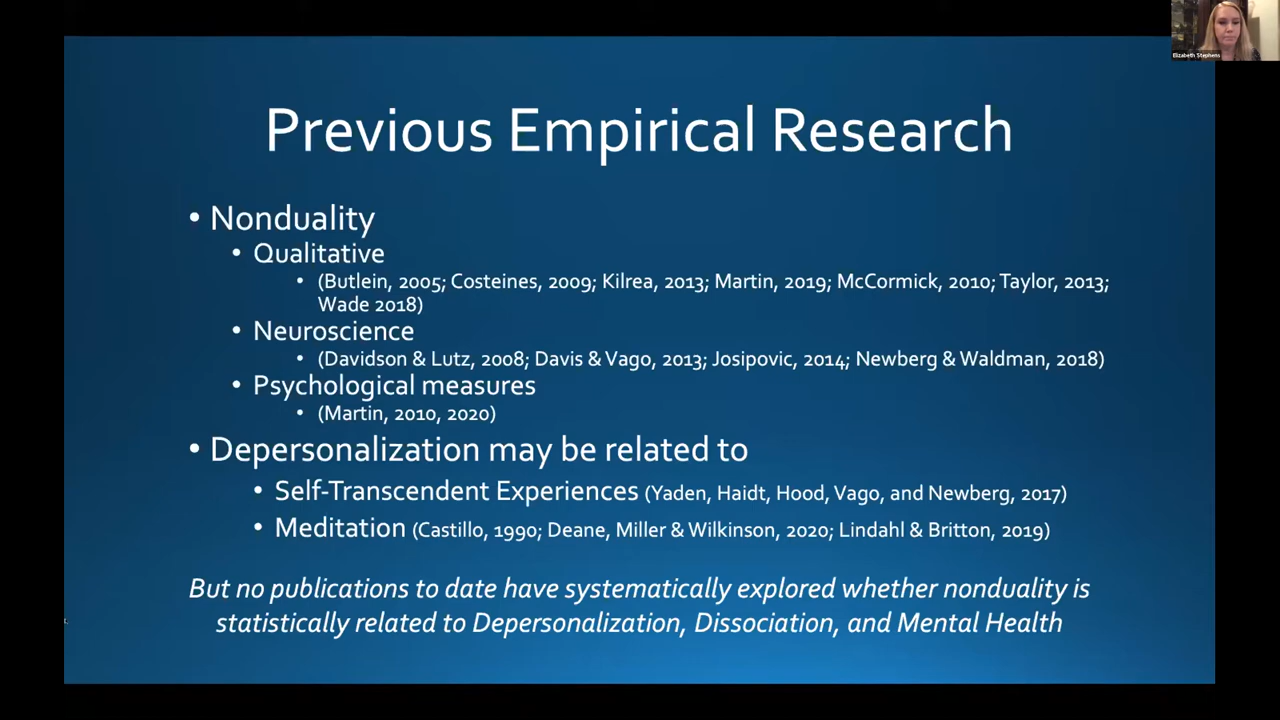 Elizabeth Stephens
Previous Empirical Research
• Nonduality
• Qualitative
• (Butlein, 2005; Costeines, 2009; Kilrea, 2013; Martin, 2019; McCormick, 2010; Taylor, 2013;
Wade 2018)
• Neuroscience
• (Davidson & Lutz, 2008; Davis & Vago, 2013; Josipovic, 2014; Newberg & Waldman, 2018)
• Psychological measures
• (Martin, 2010, 2020)
• Depersonalization may be related to
• Self-Transcendent Experiences (Yaden, Haidt, Hood, Vago, and Newberg, 2017)
• Meditation (Castillo, 1990; Deane, Miller & Wilkinson, 2020; Lindahl & Britton, 2019)
But no publications to date have systematically explored whether nonduality is
statistically related to Depersonalization, Dissociation, and Mental Health